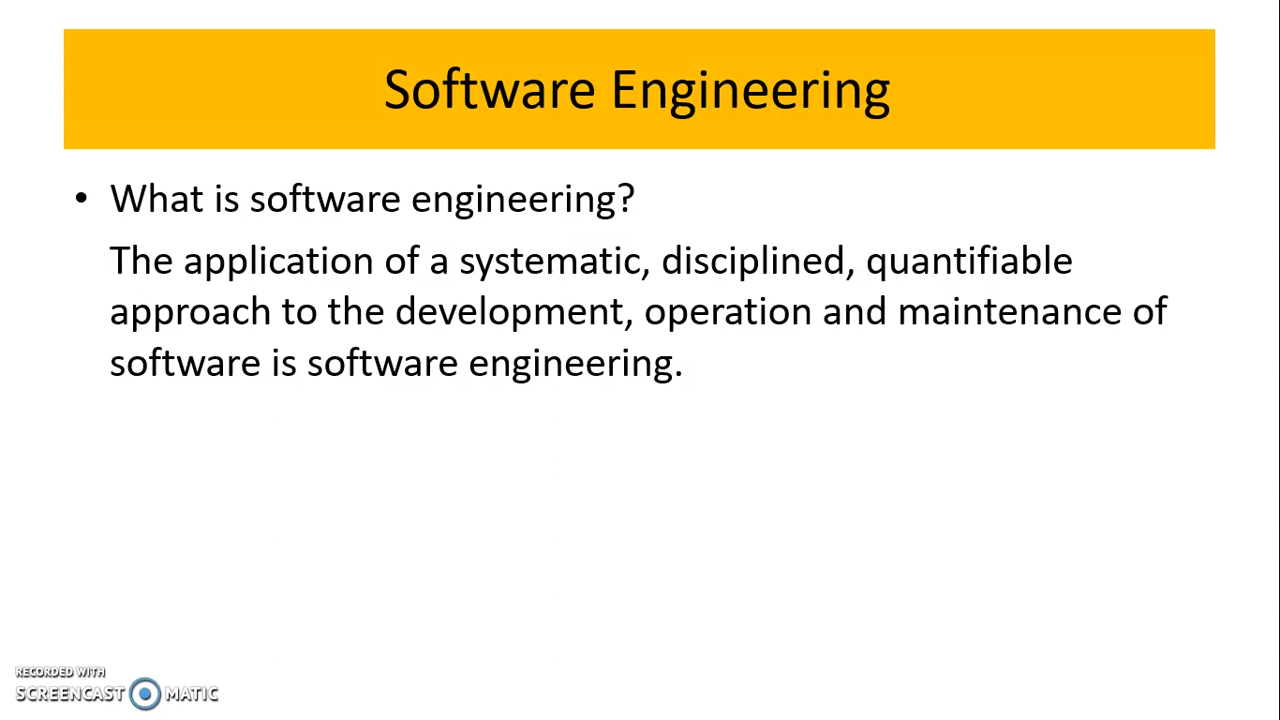 Software Engineering
• What is software engineering?
The application of a systematic, disciplined, quantifiable
approach to the development, operation and maintenance of
software is software engineering.
RECORDED WITH
SCREENCAST MATIC